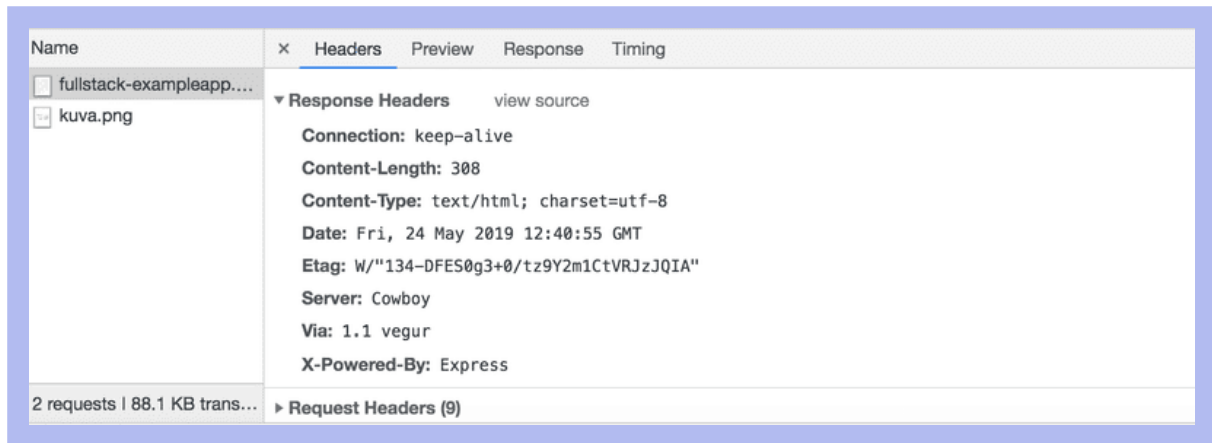 Name
× Headers Preview Response Timing
fullstack-exampleapp....
kuva.png
▾ Response Headers view source
Connection: keep-alive
Content-Length: 308
Content-Type: text/html; charset=utf-8
Date: Fri, 24 May 2019 12:40:55 GMT
Etag: W/"134-DFES0g3+0/tz9Y2m1CtVRJzJQIA"
Server: Cowboy
Via: 1.1 vegur
X-Powered-By: Express
2 requests | 88.1 KB trans...
▸ Request Headers (9)